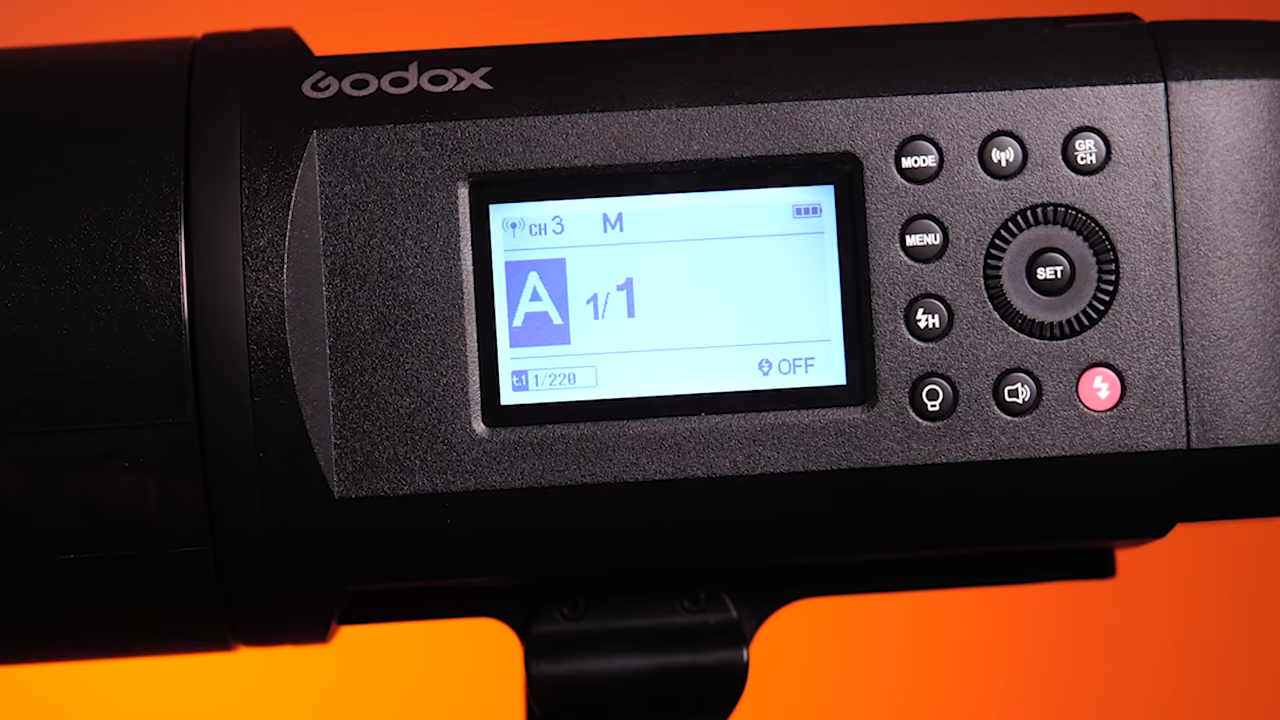 Godox
CH 3 M
A 1/1
t.1 1/220
OFF
MODE
GR
CH
MENU
SET
H